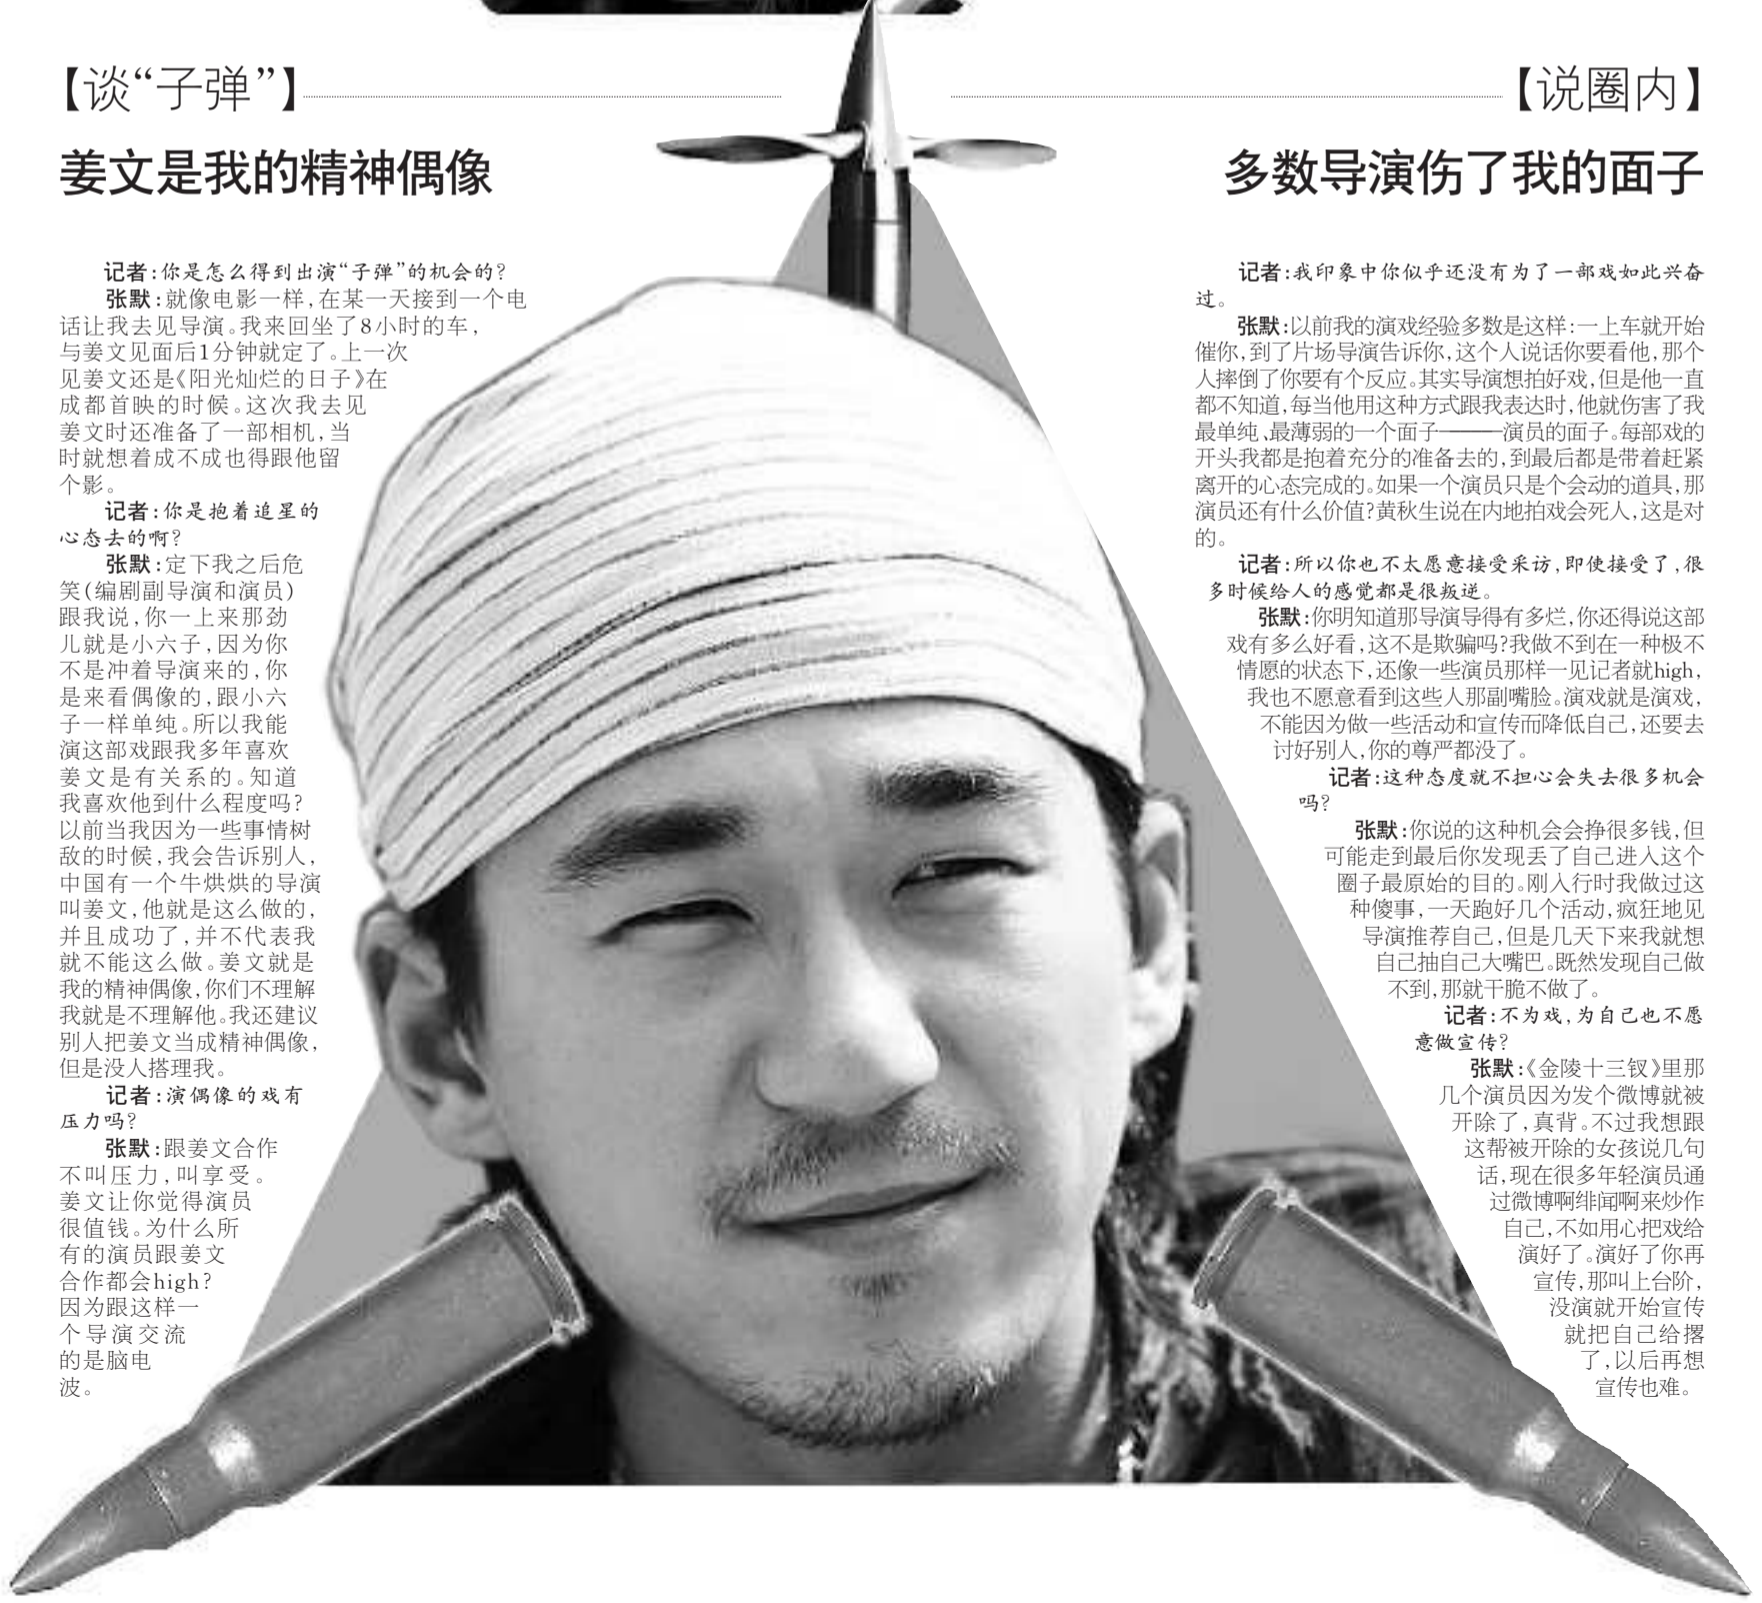 【谈“子弹”】
姜文是我的精神偶像
记者:你是怎么得到出演“子弹”的机会的?
张默:就像电影一样,在某一天接到一个电
话让我去见导演。我来回坐了8小时的车,
与姜文见面后1分钟就定了。上一次
见姜文还是《阳光灿烂的日子》在
成都首映的时候。这次我去见
姜文时还准备了一部相机,当
时就想着成不成也得跟他留
个影。
记者:你是抱着追星的
心态去的啊?
张默:定下我之后危
笑(编剧副导演和演员)
跟我说,你一上来那劲
儿就是小六子,因为你
不是冲着导演来的,你
是来看偶像的,跟小六
子一样单纯。所以我能
演这部戏跟我多年喜欢
姜文是有关系的。知道
我喜欢他到什么程度吗?
以前当我因为一些事情树
敌的时候,我会告诉别人,
中国有一个牛烘烘的导演
叫姜文,他就是这么做的,
并且成功了,并不代表我
就不能这么做。姜文就是
我的精神偶像,你们不理解
我就是不理解他。我还建议
别人把姜文当成精神偶像,
但是没人搭理我。
记者:演偶像的戏有
压力吗?
张默:跟姜文合作
不叫压力,叫享受。
姜文让你觉得演员
很值钱。为什么所
有的演员跟姜文
合作都会high?
因为跟这样一
个导演交流
的是脑电
波。
【说圈内】
多数导演伤了我的面子
记者:我印象中你似乎还没有为了一部戏如此兴奋
过。
张默:以前我的演戏经验多数是这样:一上车就开始
催你,到了片场导演告诉你,这个人说话你要看他,那个
人摔倒了你要有个反应。其实导演想拍好戏,但是他一直
都不知道,每当他用这种方式跟我表达时,他就伤害了我
最单纯、最薄弱的一个面子———演员的面子。每部戏的
开头我都是抱着充分的准备去的,到最后都是带着赶紧
离开的心态完成的。如果一个演员只是个会动的道具,那
演员还有什么价值?黄秋生说在内地拍戏会死人,这是对
的。
记者:所以你也不太愿意接受采访,即使接受了,很
多时候给人的感觉都是很叛逆。
张默:你明知道那导演导得有多烂,你还得说这部
戏有多么好看,这不是欺骗吗?我做不到在一种极不
情愿的状态下,还像一些演员那样一见记者就high,
我也不愿意看到这些人那副嘴脸。演戏就是演戏,
不能因为做一些活动和宣传而降低自己,还要去
讨好别人,你的尊严都没了。
记者:这种态度就不担心会失去很多机会
吗?
张默:你说的这种机会会挣很多钱,但
可能走到最后你发现丢了自己进入这个
圈子最原始的目的。刚入行时我做过这
种傻事,一天跑好几个活动,疯狂地见
导演推荐自己,但是几天下来我就想
自己抽自己大嘴巴。既然发现自己做
不到,那就干脆不做了。
记者:不为戏,为自己也不愿
意做宣传?
张默:《金陵十三钗》里那
几个演员因为发个微博就被
开除了,真背。不过我想跟
这帮被开除的女孩说几句
话,现在很多年轻演员通
过微博啊绯闻啊来炒作
自己,不如用心把戏给
演好了。演好了你再
宣传,那叫上台阶,
没演就开始宣传
就把自己给撂
了,以后再想
宣传也难。